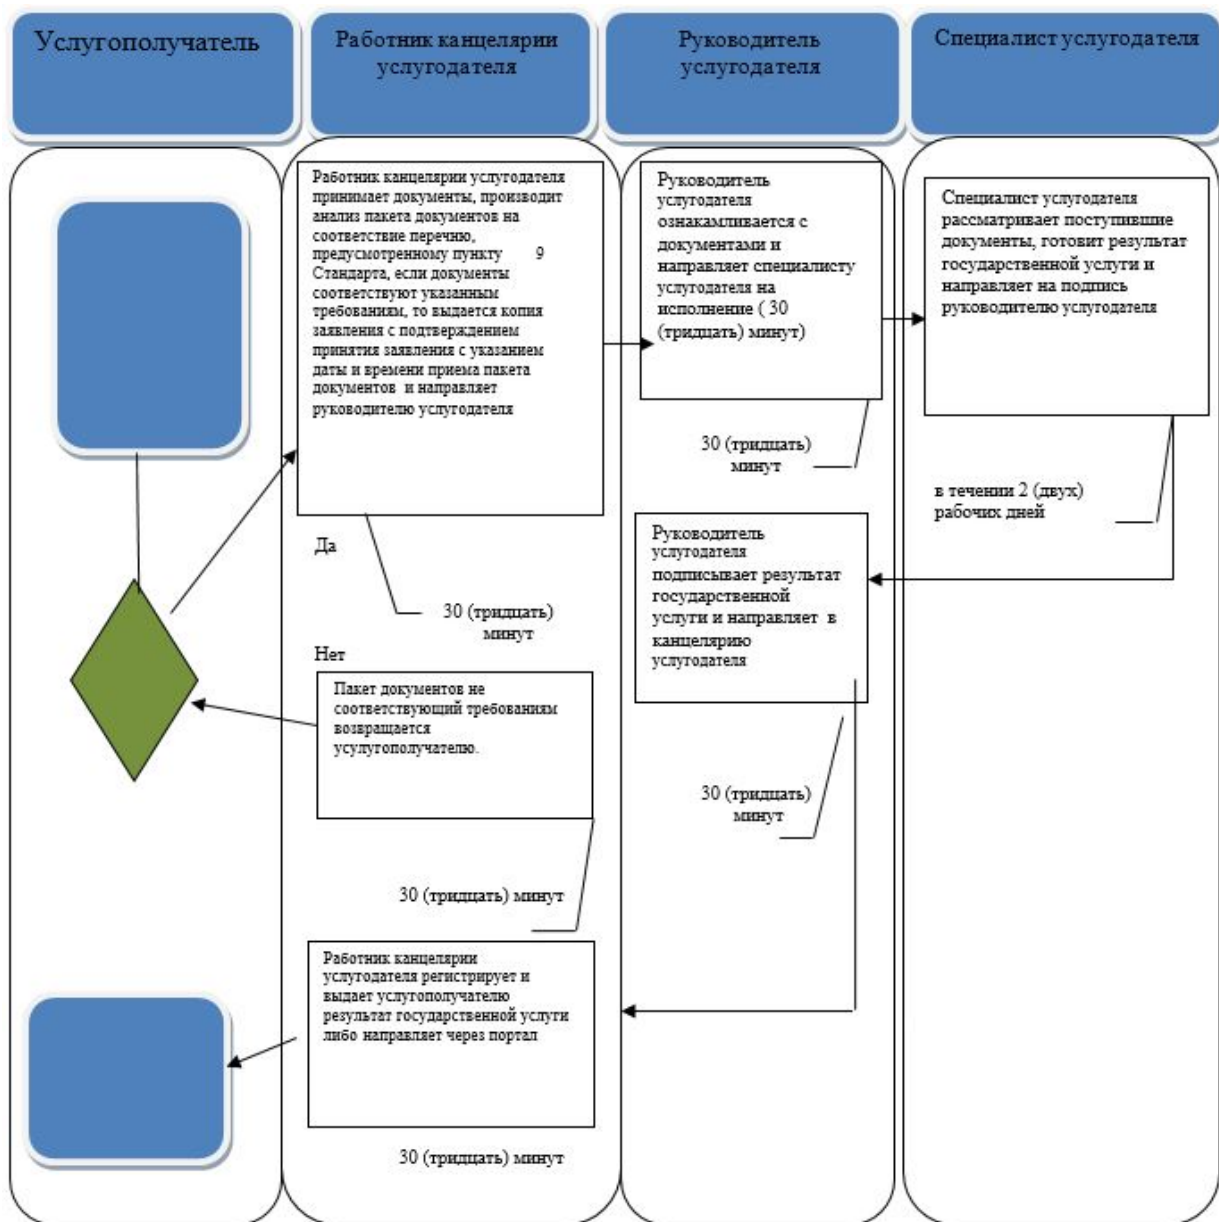 Услугополучатель
Работник канцелярии
услугодателя
Руководитель
услугодателя
Специалист услугодателя
Работник канцелярии услугодателя
принимает документы, производит
анализ пакета документов на
соответствие перечню,
предусмотренному пункту 9
Стандарта, если документы
соответствуют указанным
требованиям, то выдается копия
заявления с подтверждением
принятия заявления с указанием
даты и времени приема пакета
документов и направляет
руководителю услугодателя
Да
30 (тридцать)
минут
Нет
Пакет документов не
соответствующий требованиям
возвращается
усулугополучателю.
30 (тридцать) минут
Работник канцелярии
услугодателя регистрирует и
выдает услугополучателю
результат государственной услуги
либо направляет через портал
30 (тридцать) минут
Руководитель
услугодателя
ознакамливается с
документами и
направляет специалисту
услугодателя на
исполнение ( 30
(тридцать) минут)
30 (тридцать)
минут
Руководитель
услугодателя
подписывает результат
государственной
услуги и направляет в
канцелярию
услугодателя
30 (тридцать)
минут
Специалист услугодателя
рассматривает поступившие
документы, готовит результат
государственной услуги и
направляет на подпись
руководителю услугодателя
в течении 2 (двух)
рабочих дней